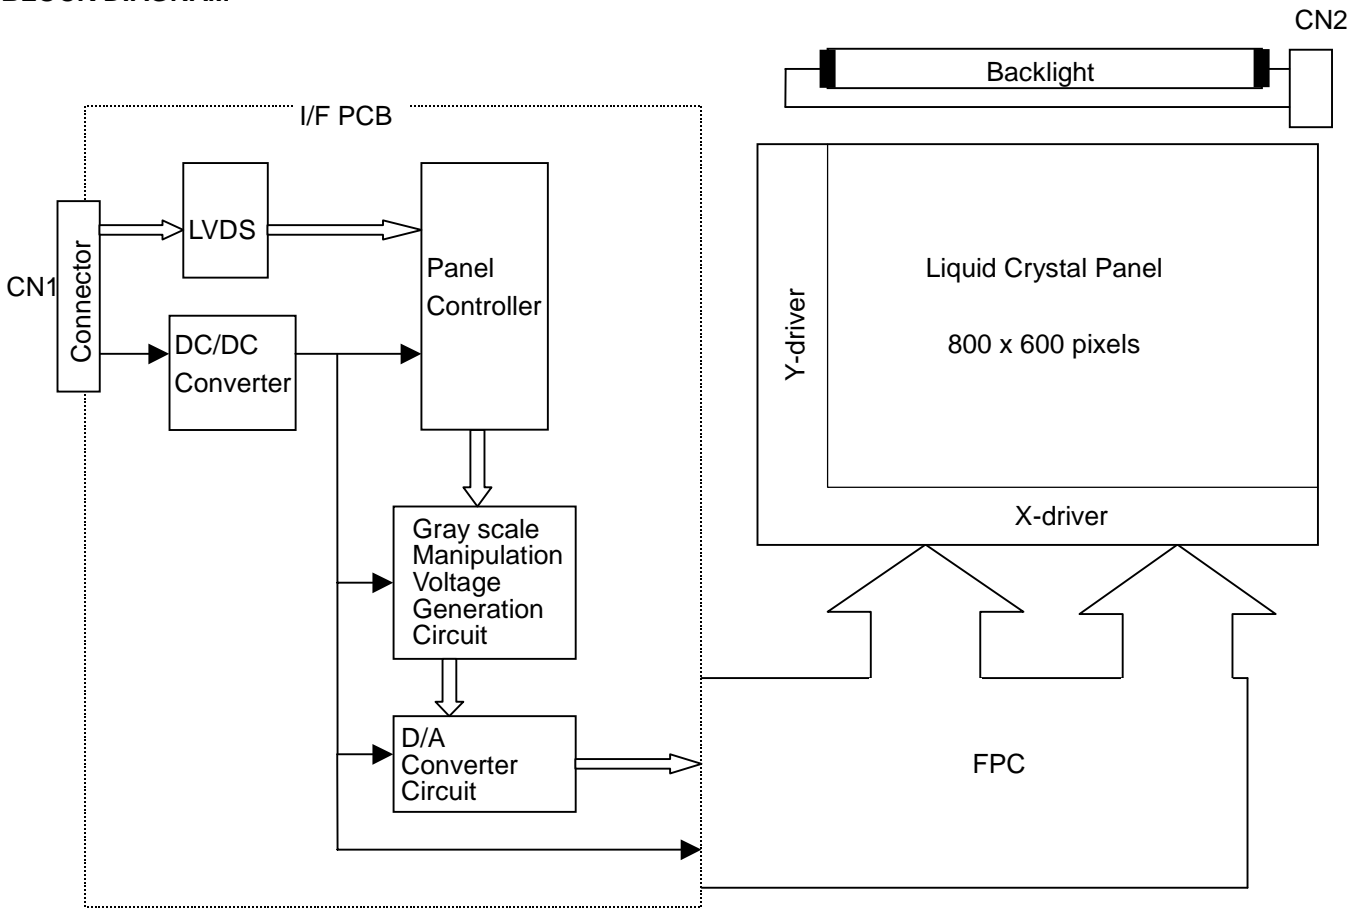 CN2
Backlight
I/F PCB
LVDS
Panel
Controller
CN1
Connector
DC/DC
Converter
Gray scale
Manipulation
Voltage
Generation
Circuit
D/A
Converter
Circuit
Y-driver
Liquid Crystal Panel
800 x 600 pixels
X-driver
FPC